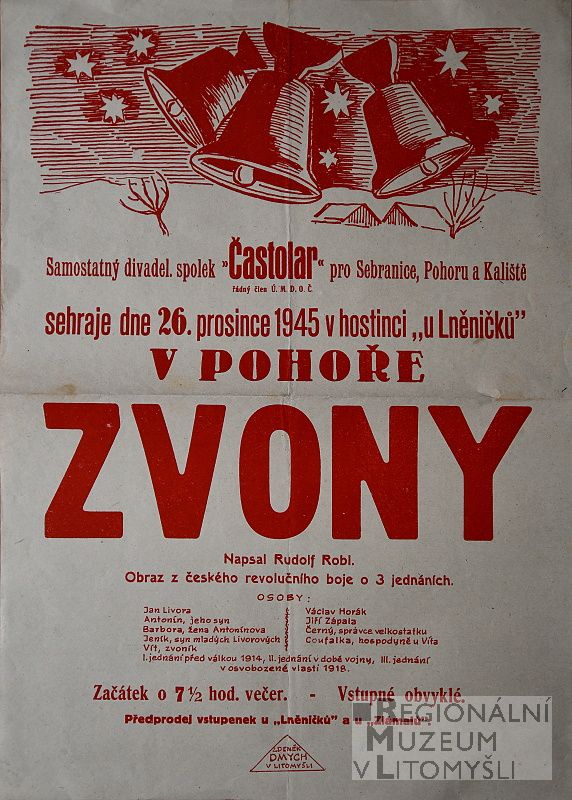 Samostatný divadel. spolek »Častolar« pro Sebranice, Pohoru a Kaliště
řádný člen Ú. M. D. O. Č.
sehraje dne 26. prosince 1945 v hostinci „u Lněničků”
V POHOŘE
ZVONY
Napsal Rudolf Robl.
Obraz z českého revolučního boje o 3 jednáních.
OSOBY:
Jan Livora
Antonín, jeho syn
Barbora, žena Antonínova
Jeník, syn mladých Livorových
Vít, zvoník
Václav Horák
Jiří Zápala
Černý, správce velkostatku
Coufalka, hospodyně u Víta
I. jednání před válkou 1914, II. jednání v době vojny, III. jednání
v osvobozené vlasti 1918.
Začátek o 7½ hod. večer. - Vstupné obvyklé.
Předprodej vstupenek u „Lněničků” a u „Zlámalů”.
ZDENĚK
DMYCH
V LITOMYŠLI
REGIONÁLNÍ
MUZEUM
V LITOMYŠLI